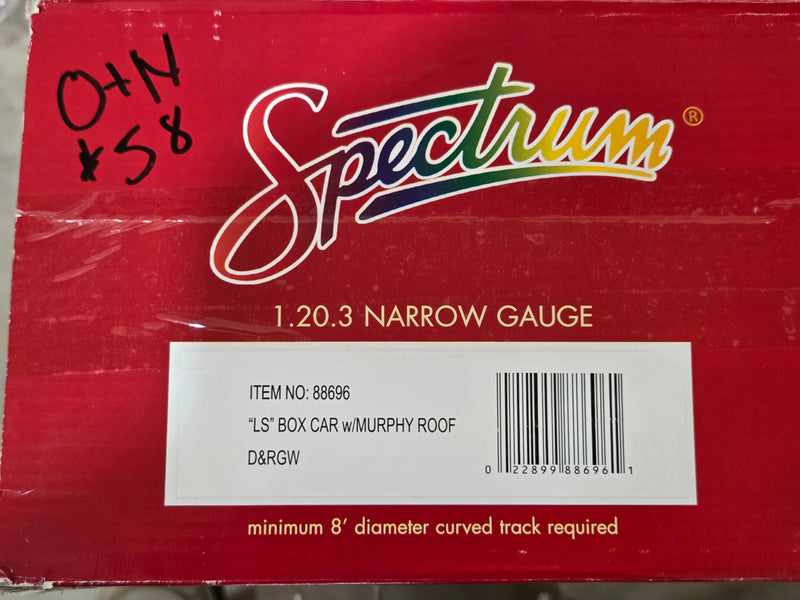 O+N
*58
Spectrum®
1.20.3 NARROW GAUGE
ITEM NO: 88696
"LS" BOX CAR w/MURPHY ROOF
D&RGW
0 22899 88696 1
minimum 8' diameter curved track required